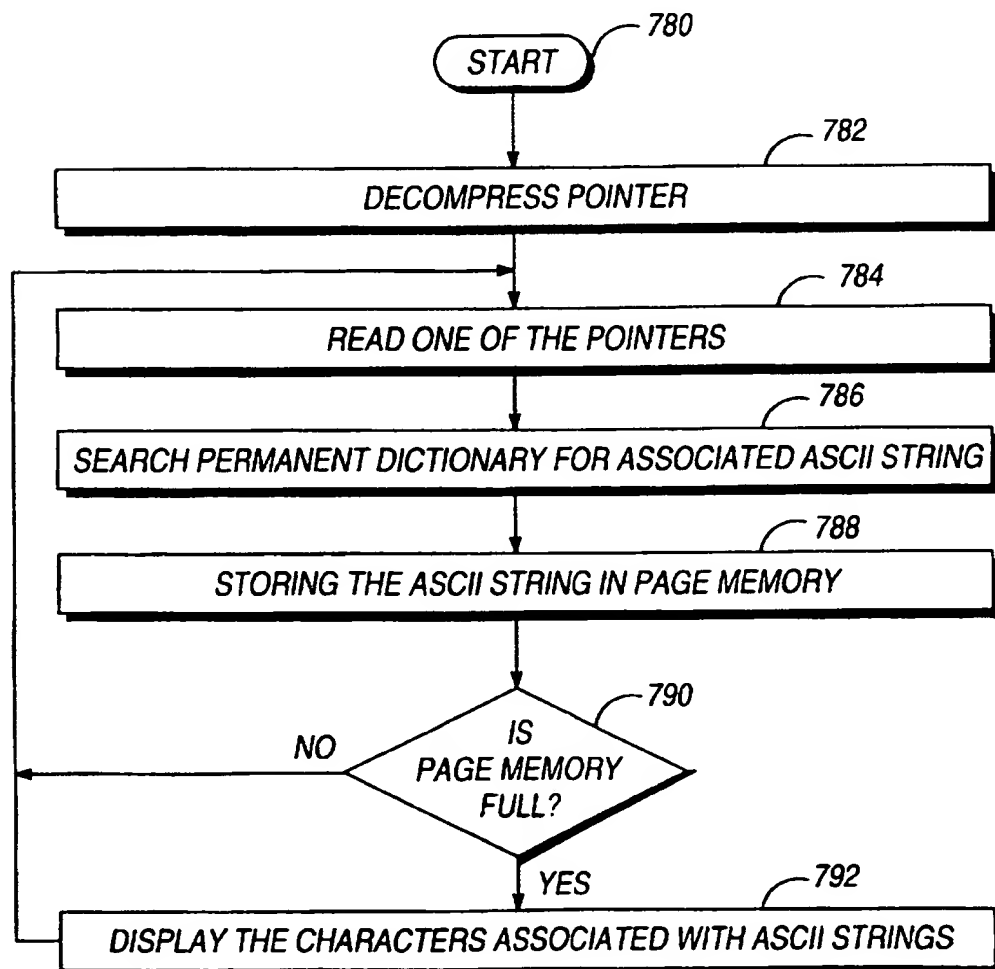 780
START
782
DECOMPRESS POINTER
784
READ ONE OF THE POINTERS
786
SEARCH PERMANENT DICTIONARY FOR ASSOCIATED ASCII STRING
788
STORING THE ASCII STRING IN PAGE MEMORY
790
IS
PAGE MEMORY
FULL?
NO
YES
792
DISPLAY THE CHARACTERS ASSOCIATED WITH ASCII STRINGS